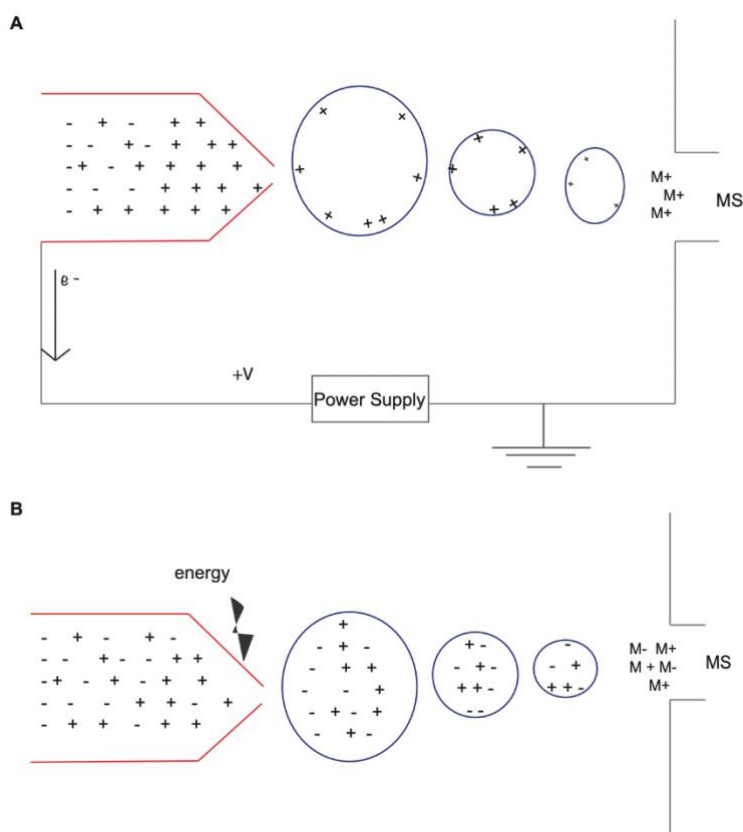 A
- + - + +
- - + - + + +
- + - + + + +
- - - + + + +
- + + + + +
+ +
+ +
+ + + +
+ +
+ +
+ +
+
+ +
M+
M+
M+
MS
e -
+V
Power Supply
B
energy
- + - + -
- - + - + +
- + - + - +
- - - + + - +
- + + - + +
+
- + -
- + +
- - +
- + - +
- + -
+ -
- + -
+ + -
- -
-
- +
+ + -
M- M+
M + M-
M+
MS